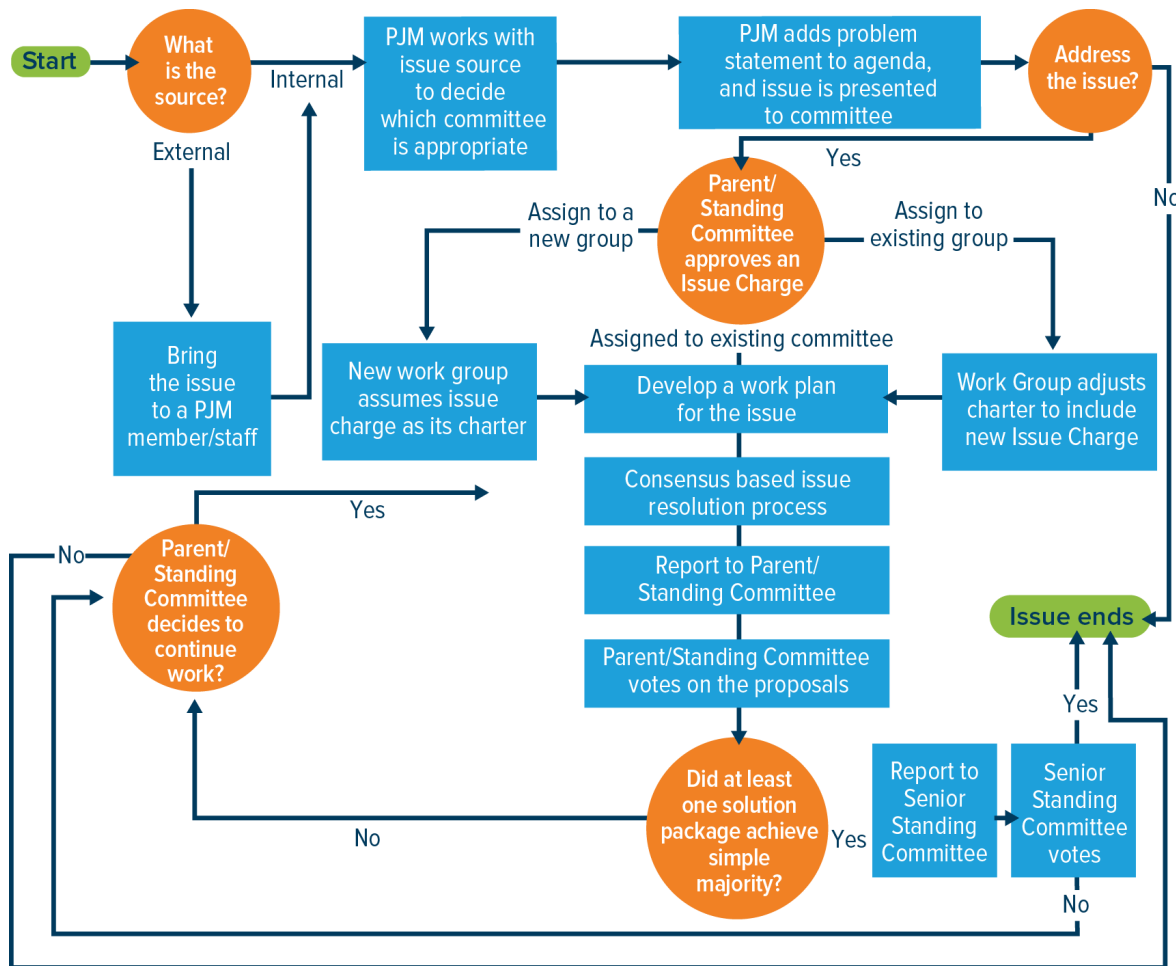 Start
What
is the
source?
Internal
External
PJM works with
issue source
to decide
which committee
is appropriate
PJM adds problem
statement to agenda,
and issue is presented
to committee
Address
the issue?
Yes
No
Parent/
Standing
Committee
approves an
Issue Charge
Assign to a
new group
Assign to
existing group
Assigned to existing committee
Bring
the issue
to a PJM
member/staff
New work group
assumes issue
charge as its charter
Develop a work plan
for the issue
Work Group adjusts
charter to include
new Issue Charge
Consensus based issue
resolution process
Yes
No
Parent/
Standing
Committee
decides to
continue
work?
Report to Parent/
Standing Committee
Issue ends
Parent/Standing Committee
votes on the proposals
Yes
Did at least
one solution
package achieve
simple
majority?
No
Yes
Report to
Senior
Standing
Committee
Senior
Standing
Committee
votes
No